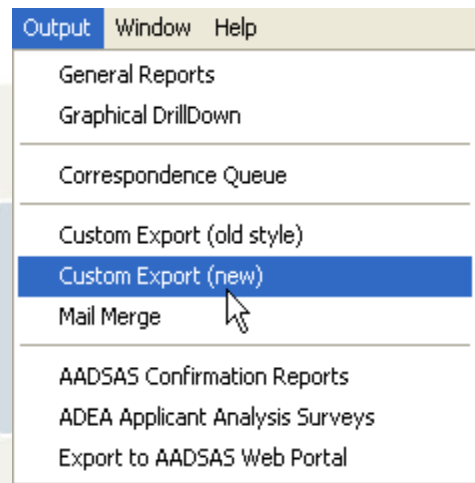 Output Window Help
General Reports
Graphical DrillDown
Correspondence Queue
Custom Export (old style)
Custom Export (new)
Mail Merge
AADSAS Confirmation Reports
ADEA Applicant Analysis Surveys
Export to AADSAS Web Portal